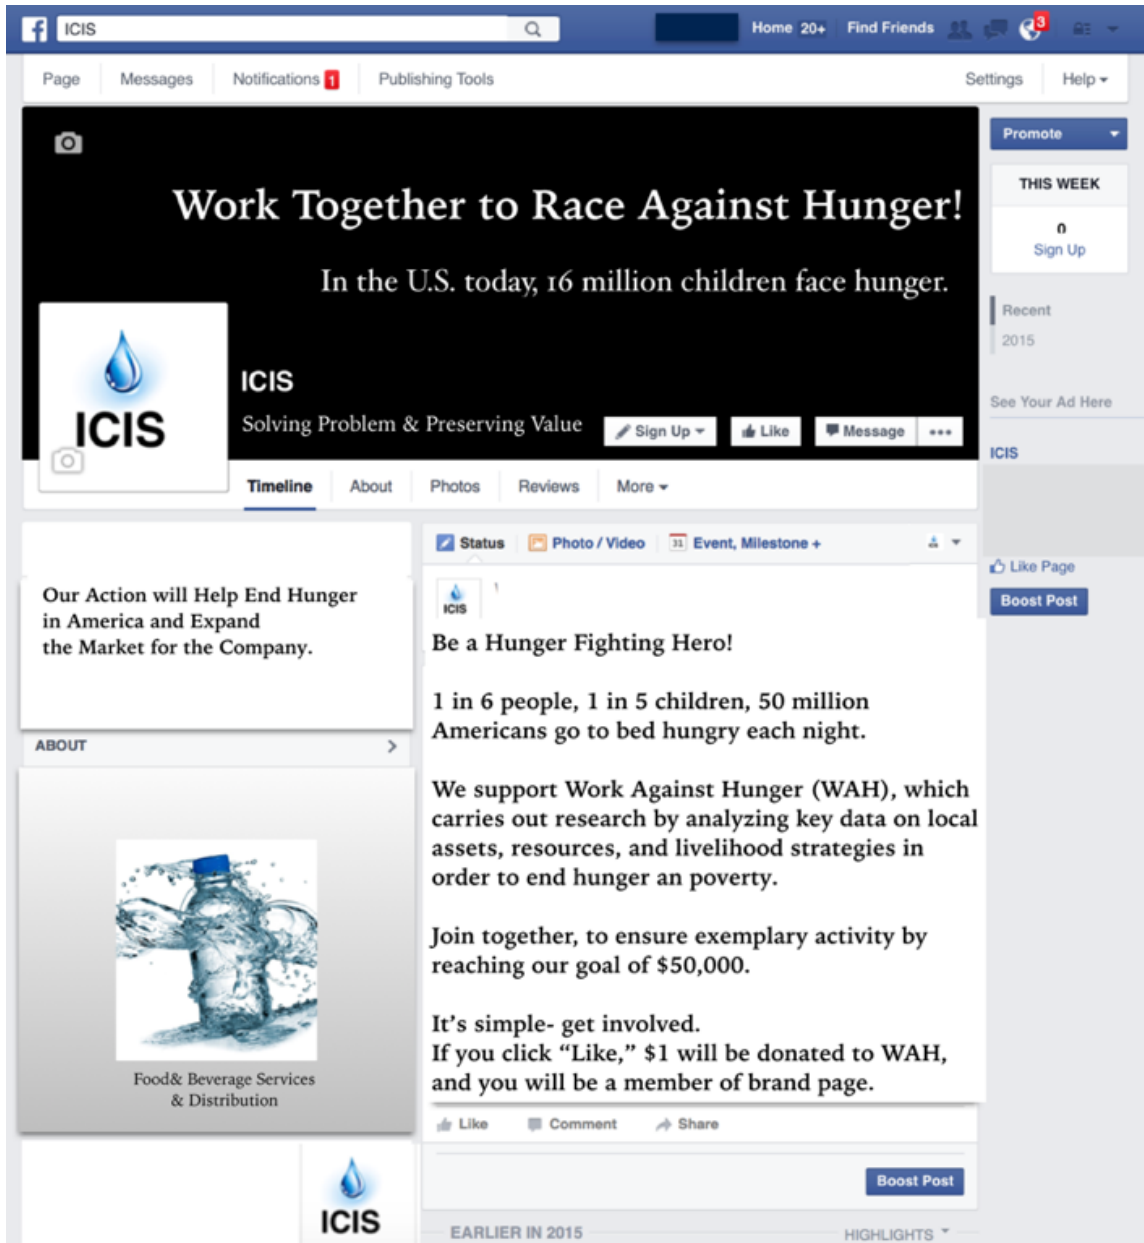 ICIS
Home 20+ Find Friends 3
Page Messages Notifications 1 Publishing Tools Settings Help
Work Together to Race Against Hunger!
In the U.S. today, 16 million children face hunger.
ICIS
ICIS
Solving Problem & Preserving Value
Sign Up Like Message •••
Timeline About Photos Reviews More
Promote
THIS WEEK
0
Sign Up
Recent
2015
See Your Ad Here
ICIS
Like Page
Boost Post
Our Action will Help End Hunger
in America and Expand
the Market for the Company.
ABOUT
Food& Beverage Services
& Distribution
ICIS
Status Photo / Video 31 Event, Milestone +
ICIS
Be a Hunger Fighting Hero!
1 in 6 people, 1 in 5 children, 50 million
Americans go to bed hungry each night.
We support Work Against Hunger (WAH), which
carries out research by analyzing key data on local
assets, resources, and livelihood strategies in
order to end hunger an poverty.
Join together, to ensure exemplary activity by
reaching our goal of $50,000.
It's simple- get involved.
If you click “Like,” $1 will be donated to WAH,
and you will be a member of brand page.
Like Comment Share
Boost Post
EARLIER IN 2015 HIGHLIGHTS